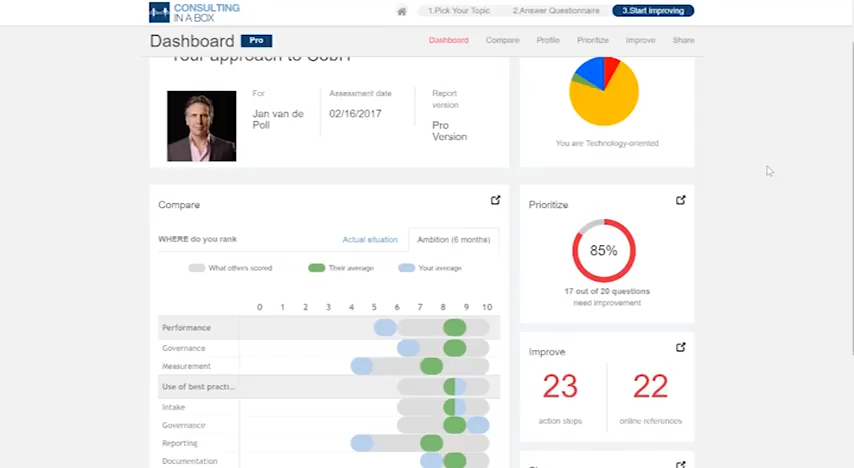 CONSULTING
IN A BOX
1.Pick Your Topic 2.Answer Questionnaire 3.Start improving
Dashboard Pro
Dashboard Compare Profile Prioritize Improve Share
Your approach to CobiT
For
Jan van de
Poll
Assessment date
02/16/2017
Report
version
Pro
Version
You are Technology-oriented
Compare
WHERE do you rank
Actual situation Ambition (6 months)
What others scored Their average Your average
0 1 2 3 4 5 6 7 8 9 10
Performance
Governance
Measurement
Use of best practi...
Intake
Governance
Reporting
Documentation
Prioritize
85%
17 out of 20 questions
need improvement
Improve
23
action steps
22
online references